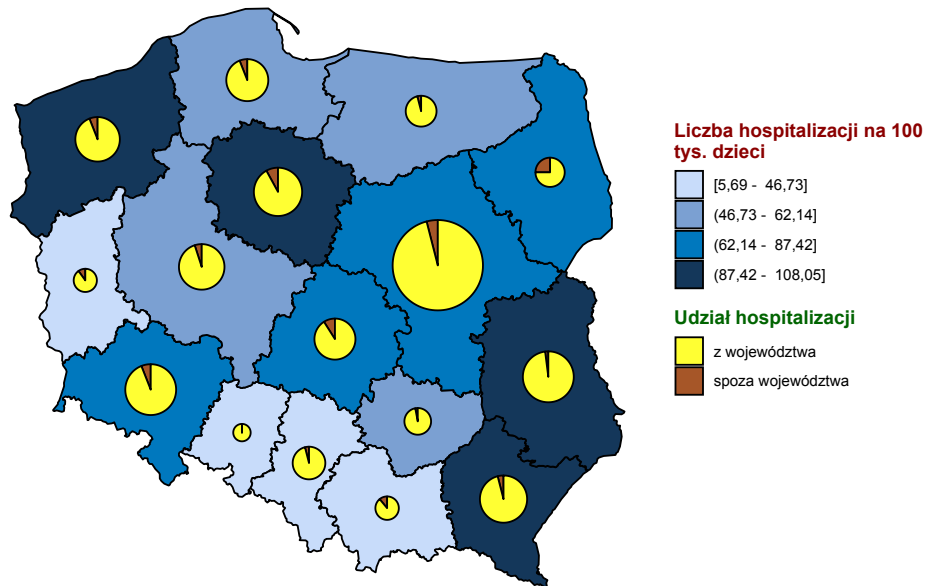 Liczba hospitalizacji na 100
tys. dzieci
[5,69 - 46,73]
(46,73 - 62,14]
(62,14 - 87,42]
(87,42 - 108,05]
Udział hospitalizacji
z województwa
spoza województwa